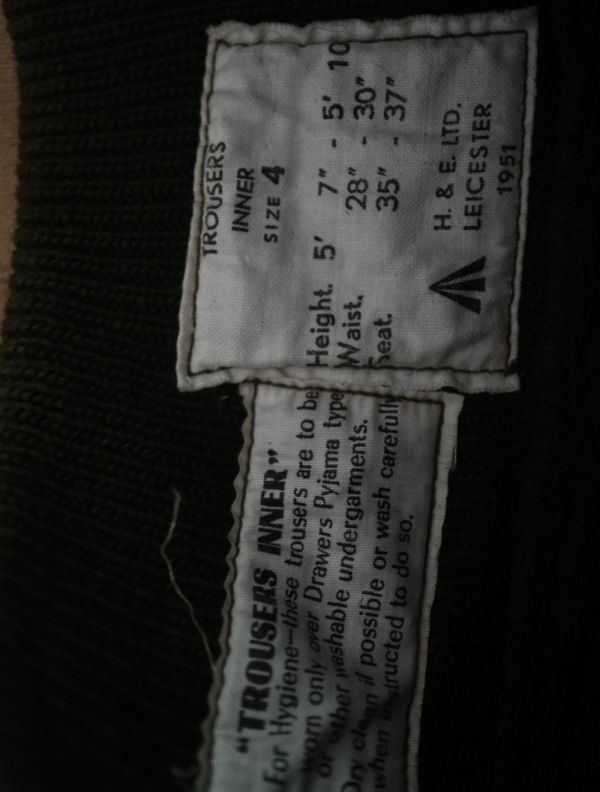 TROUSERS
INNER
SIZE 4
Height. 5' 7" - 5' 10
Waist. 28" - 30"
Seat. 35" - 37"
H. & E. LTD.
LEICESTER
1951
"TROUSERS INNER"
For Hygiene—these trousers are to be
worn only over Drawers Pyjama type
or other washable undergarments.
Dry clean if possible or wash carefully
when instructed to do so.